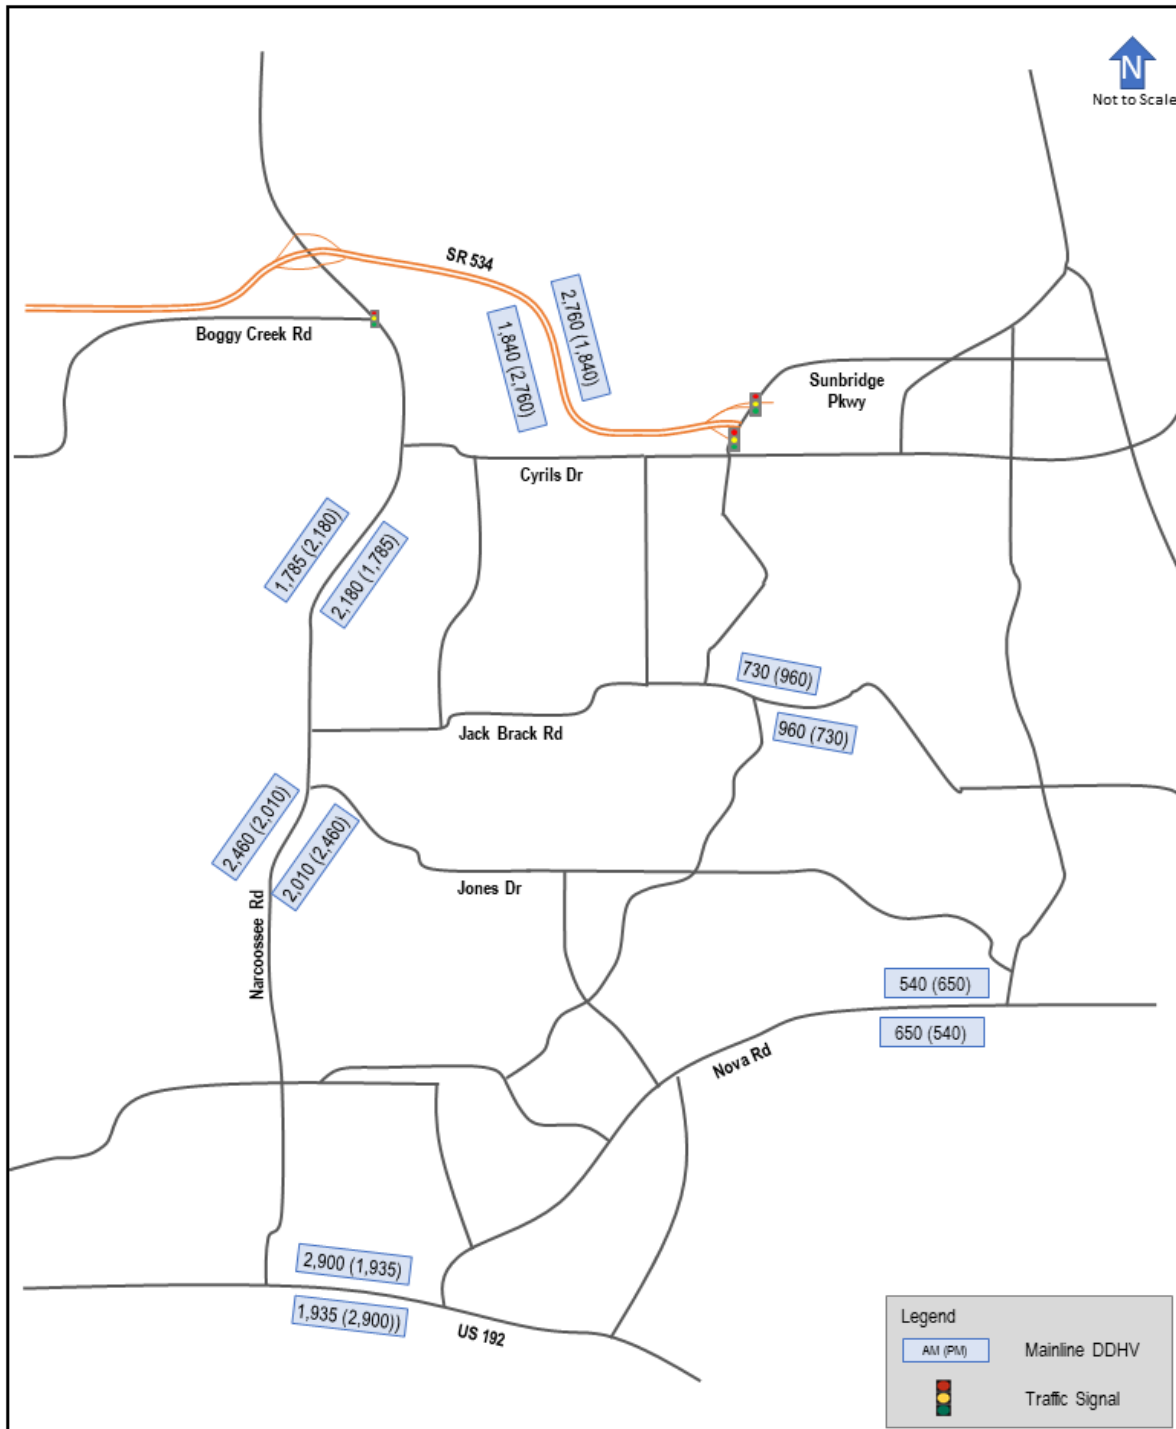 N
Not to Scale
SR 534
2,760 (1,840)
1,840 (2,760)
Boggy Creek Rd
Sunbridge
Pkwy
Cyrils Dr
1,785 (2,180)
2,180 (1,785)
730 (960)
960 (730)
Jack Brack Rd
2,460 (2,010)
2,010 (2,460)
Jones Dr
Narcoossee Rd
540 (650)
650 (540)
Nova Rd
2,900 (1,935)
1,935 (2,900))
US 192
Legend
AM (PM)
Mainline DDHV
Traffic Signal